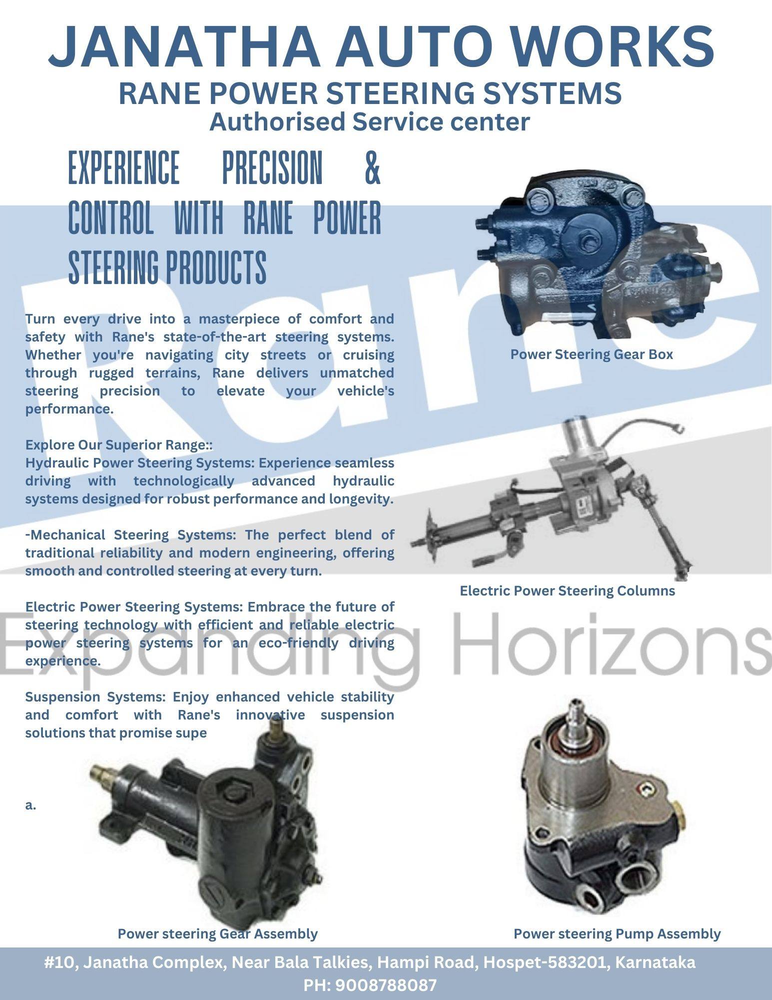 JANATHA AUTO WORKS
RANE POWER STEERING SYSTEMS
Authorised Service center
EXPERIENCE PRECISION &
CONTROL WITH RANE POWER
STEERING PRODUCTS
Turn every drive into a masterpiece of comfort and
safety with Rane's state-of-the-art steering systems.
Whether you're navigating city streets or cruising
through rugged terrains, Rane delivers unmatched
steering precision to elevate your vehicle's
performance.
Explore Our Superior Range::
Hydraulic Power Steering Systems: Experience seamless
driving with technologically advanced hydraulic
systems designed for robust performance and longevity.
-Mechanical Steering Systems: The perfect blend of
traditional reliability and modern engineering, offering
smooth and controlled steering at every turn.
Electric Power Steering Systems: Embrace the future of
steering technology with efficient and reliable electric
power steering systems for an eco-friendly driving
experience.
Suspension Systems: Enjoy enhanced vehicle stability
and comfort with Rane's innovative suspension
solutions that promise supe
a.
Rane
Expanding Horizons
Power Steering Gear Box
Electric Power Steering Columns
Power steering Gear Assembly
Power steering Pump Assembly
#10, Janatha Complex, Near Bala Talkies, Hampi Road, Hospet-583201, Karnataka
PH: 9008788087